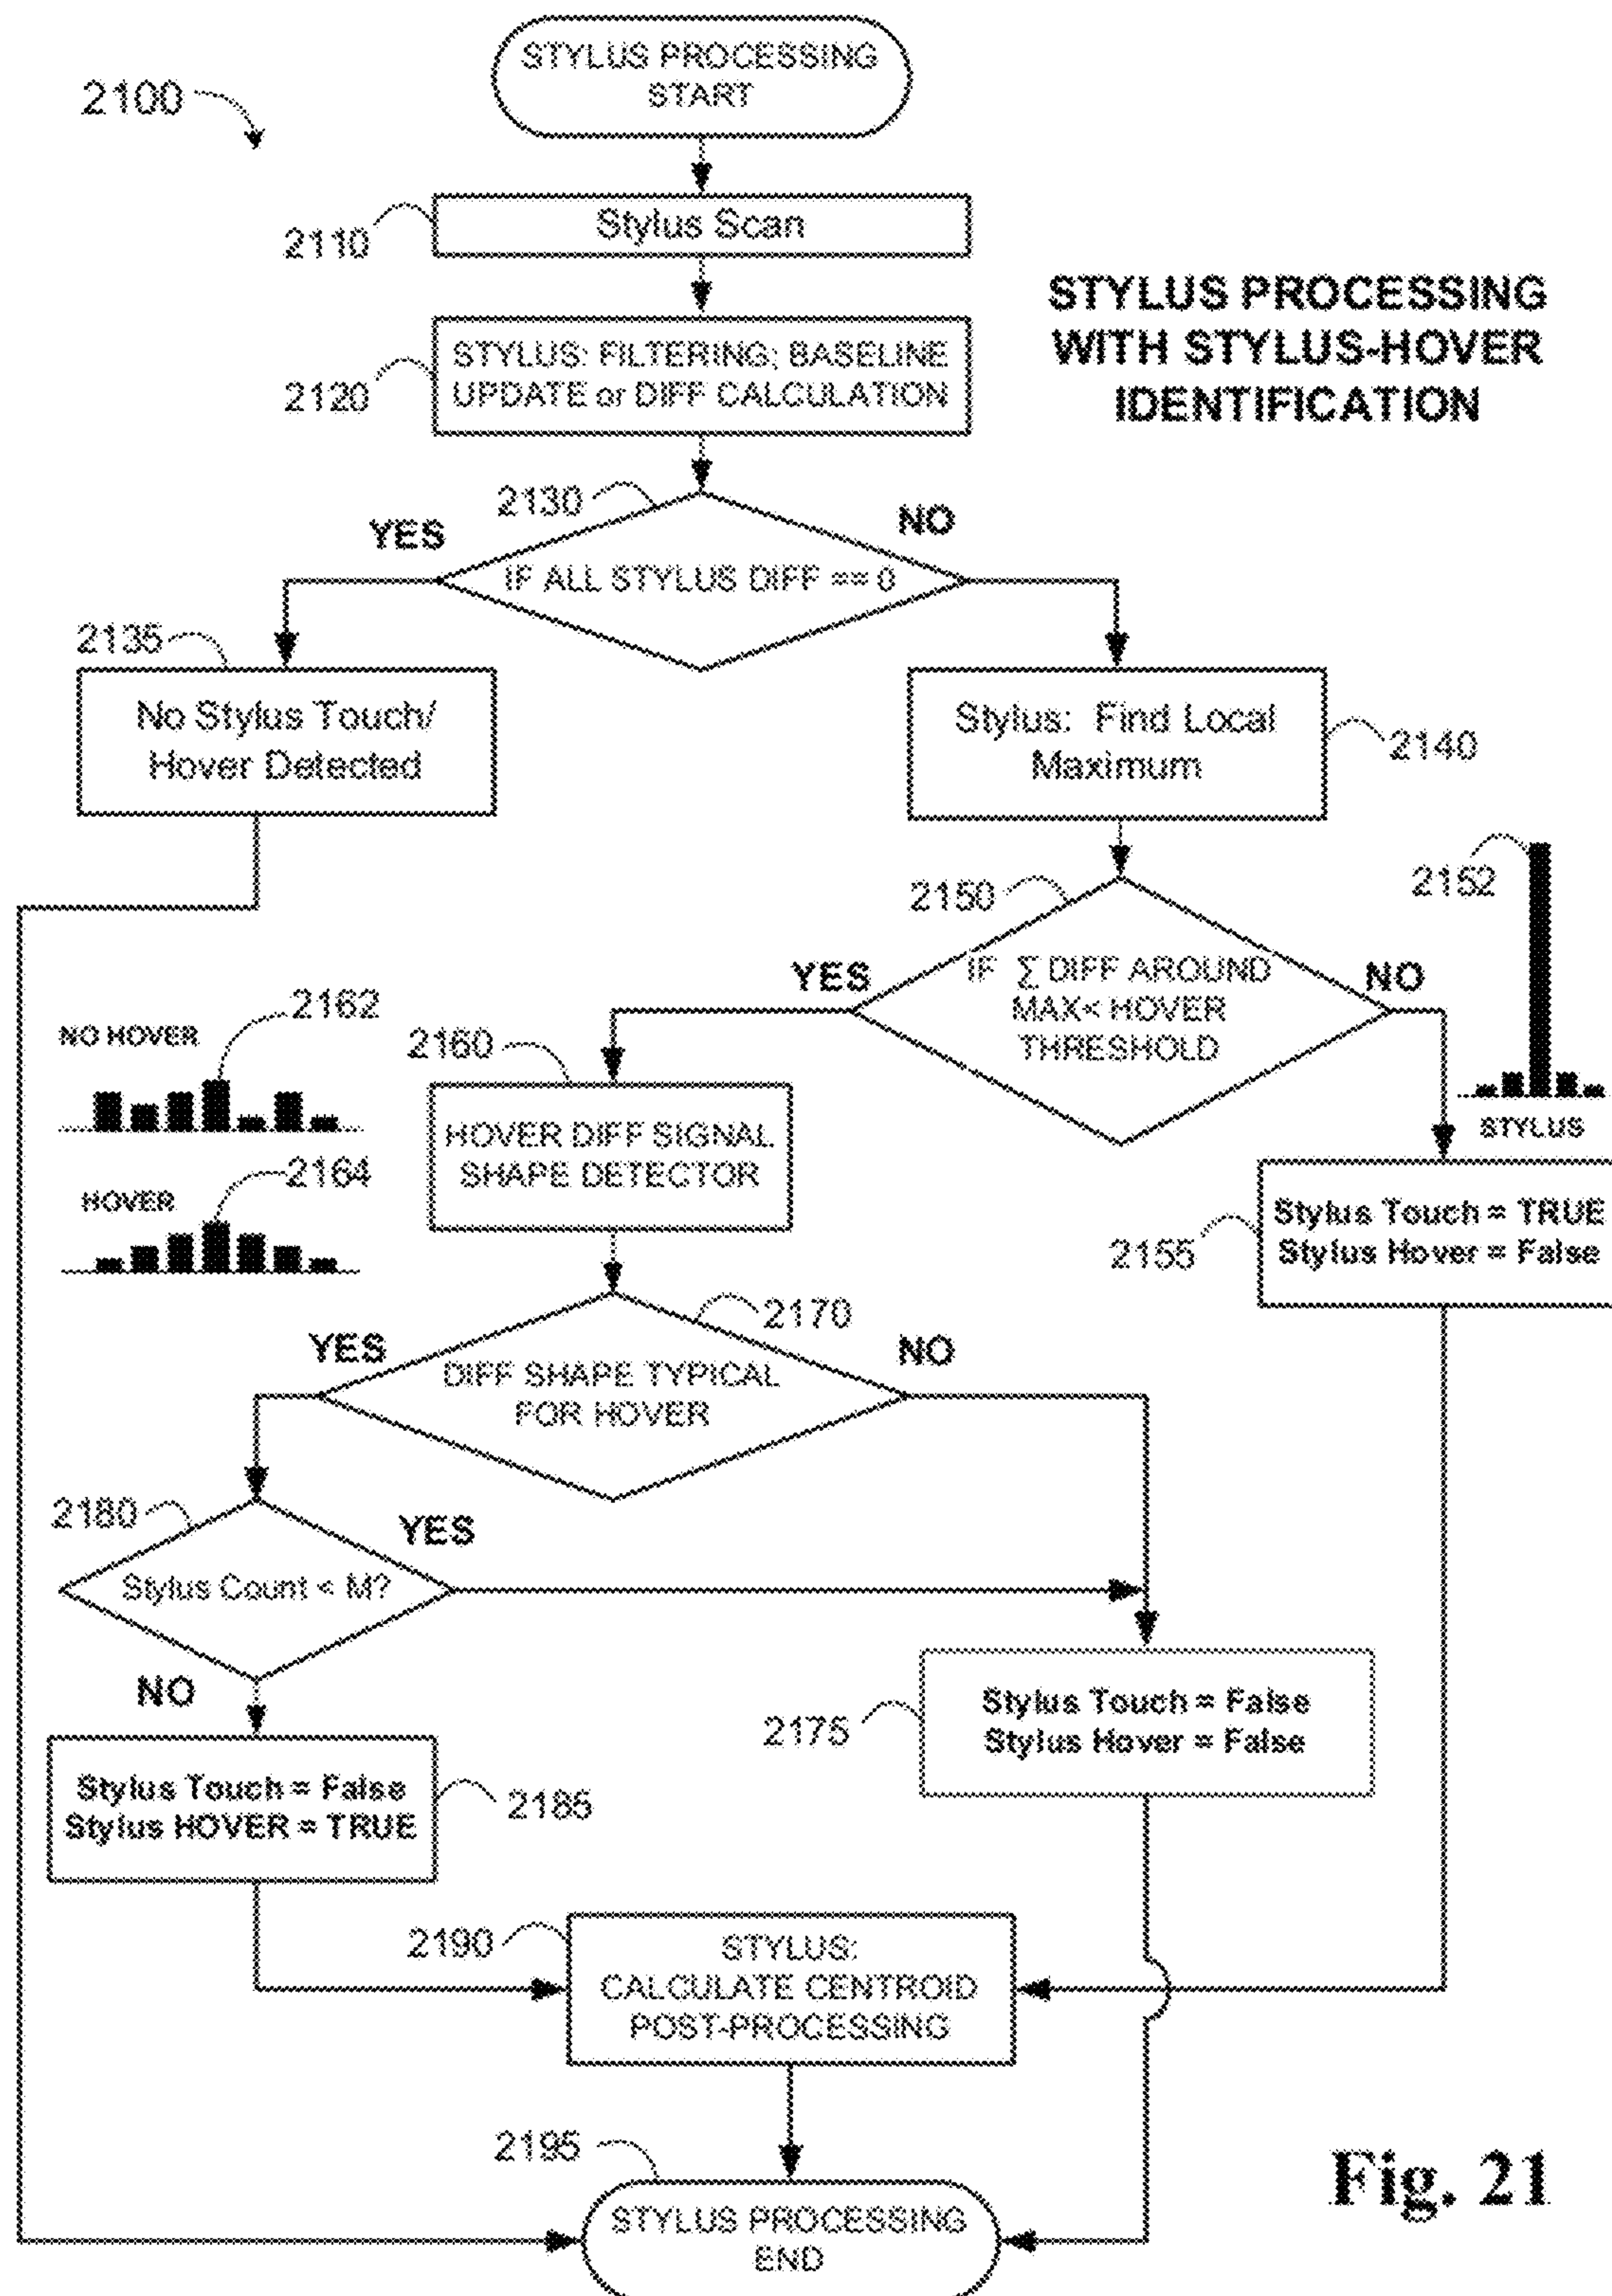 STYLUS PROCESSING
START
2100
Stylus Scan
2110
STYLUS PROCESSING
WITH STYLUS-HOVER
IDENTIFICATION
STYLUS: FILTERING; BASELINE
UPDATE or DIFF CALCULATION
2120
2130
YES
NO
IF ALL STYLUS DIFF == 0
2135
No Stylus Touch/
Hover Detected
Stylus: Find Local
Maximum
2140
2150
2152
YES
IF ∑ DIFF AROUND
MAX< HOVER
THRESHOLD
NO
STYLUS
NO HOVER
2162
2160
HOVER DIFF SIGNAL
SHAPE DETECTOR
HOVER
2164
Stylus Touch = TRUE
Stylus Hover = False
2155
2170
YES
NO
DIFF SHAPE TYPICAL
FOR HOVER
2180
YES
Stylus Count < M?
NO
Stylus Touch = False
Stylus Hover = False
2175
Stylus Touch = False
Stylus HOVER = TRUE
2185
2190
STYLUS:
CALCULATE CENTROID
POST-PROCESSING
2195
STYLUS PROCESSING
END
Fig. 21